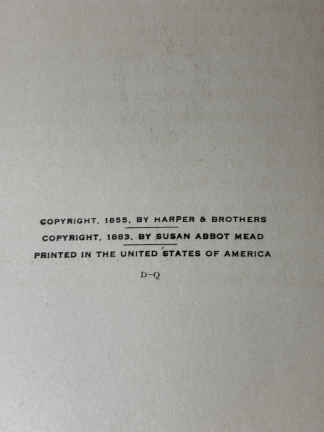 COPYRIGHT, 1855, BY HARPER & BROTHERS
COPYRIGHT, 1883, BY SUSAN ABBOT MEAD
PRINTED IN THE UNITED STATES OF AMERICA
D-Q